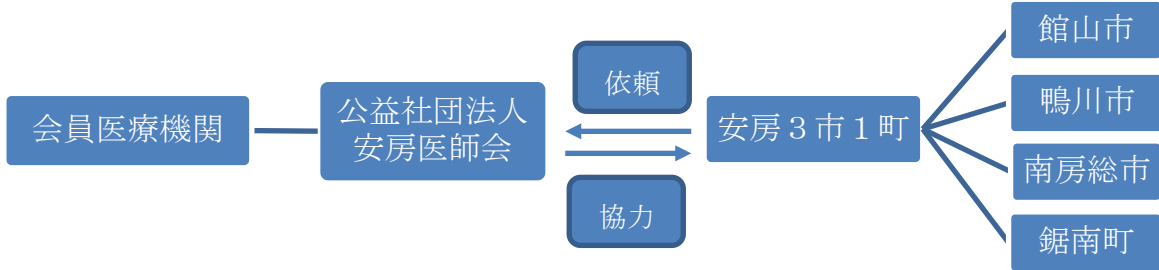 会員医療機関
公益社団法人
安房医師会
依頼
協力
安房３市１町
館山市
鴨川市
南房総市
鋸南町